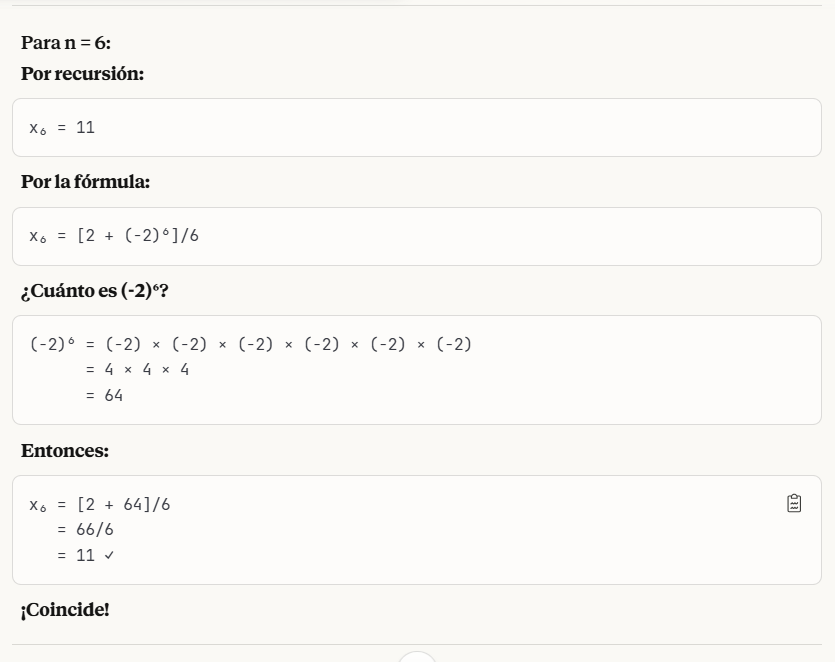 Para n = 6:
Por recursión:
x₆ = 11
Por la fórmula:
x₆ = [2 + (-2)⁶]/6
¿Cuánto es (-2)⁶?
(-2)⁶ = (-2) × (-2) × (-2) × (-2) × (-2) × (-2)
= 4 × 4 × 4
= 64
Entonces:
x₆ = [2 + 64]/6
= 66/6
= 11 ✓
¡Coincide!